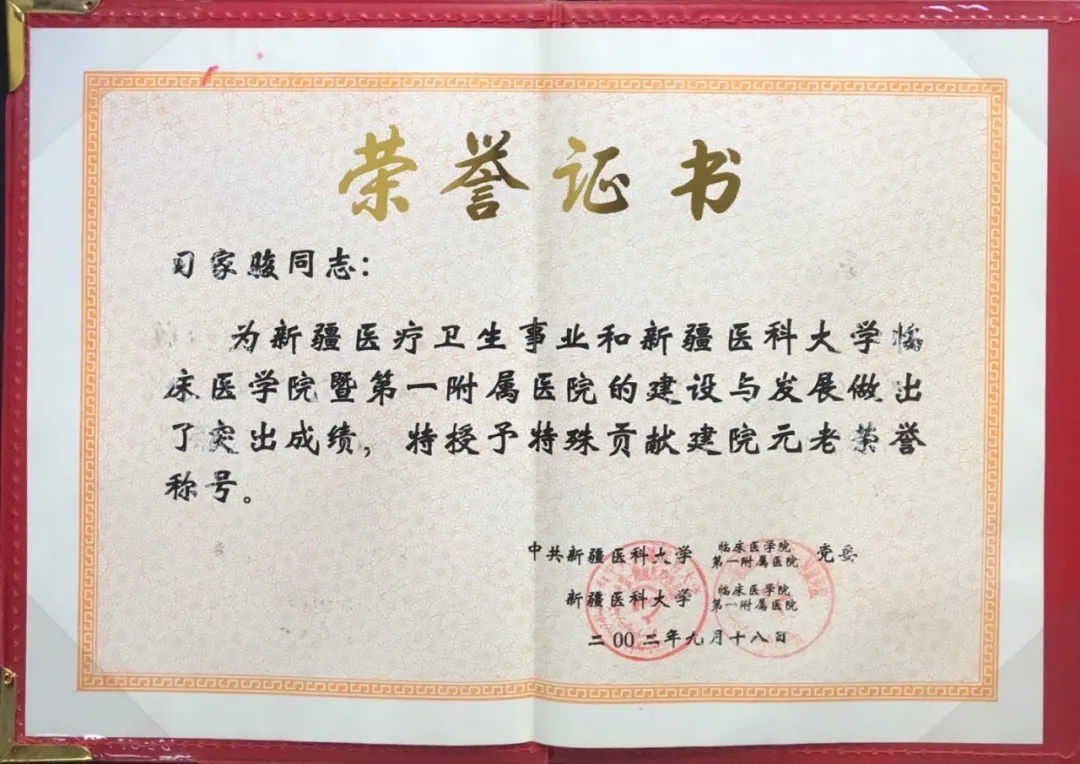 荣誉证书
习家骏同志：
为新疆医疗卫生事业和新疆医科大学临
床医学院暨第一附属医院的建设与发展做出
了突出成绩，特授予特殊贡献建院元老荣誉
称号。
中共新疆医科大学 临床医学院 第一附属医院 党委
新疆医科大学 临床医学院 第一附属医院
二00二年九月十八日